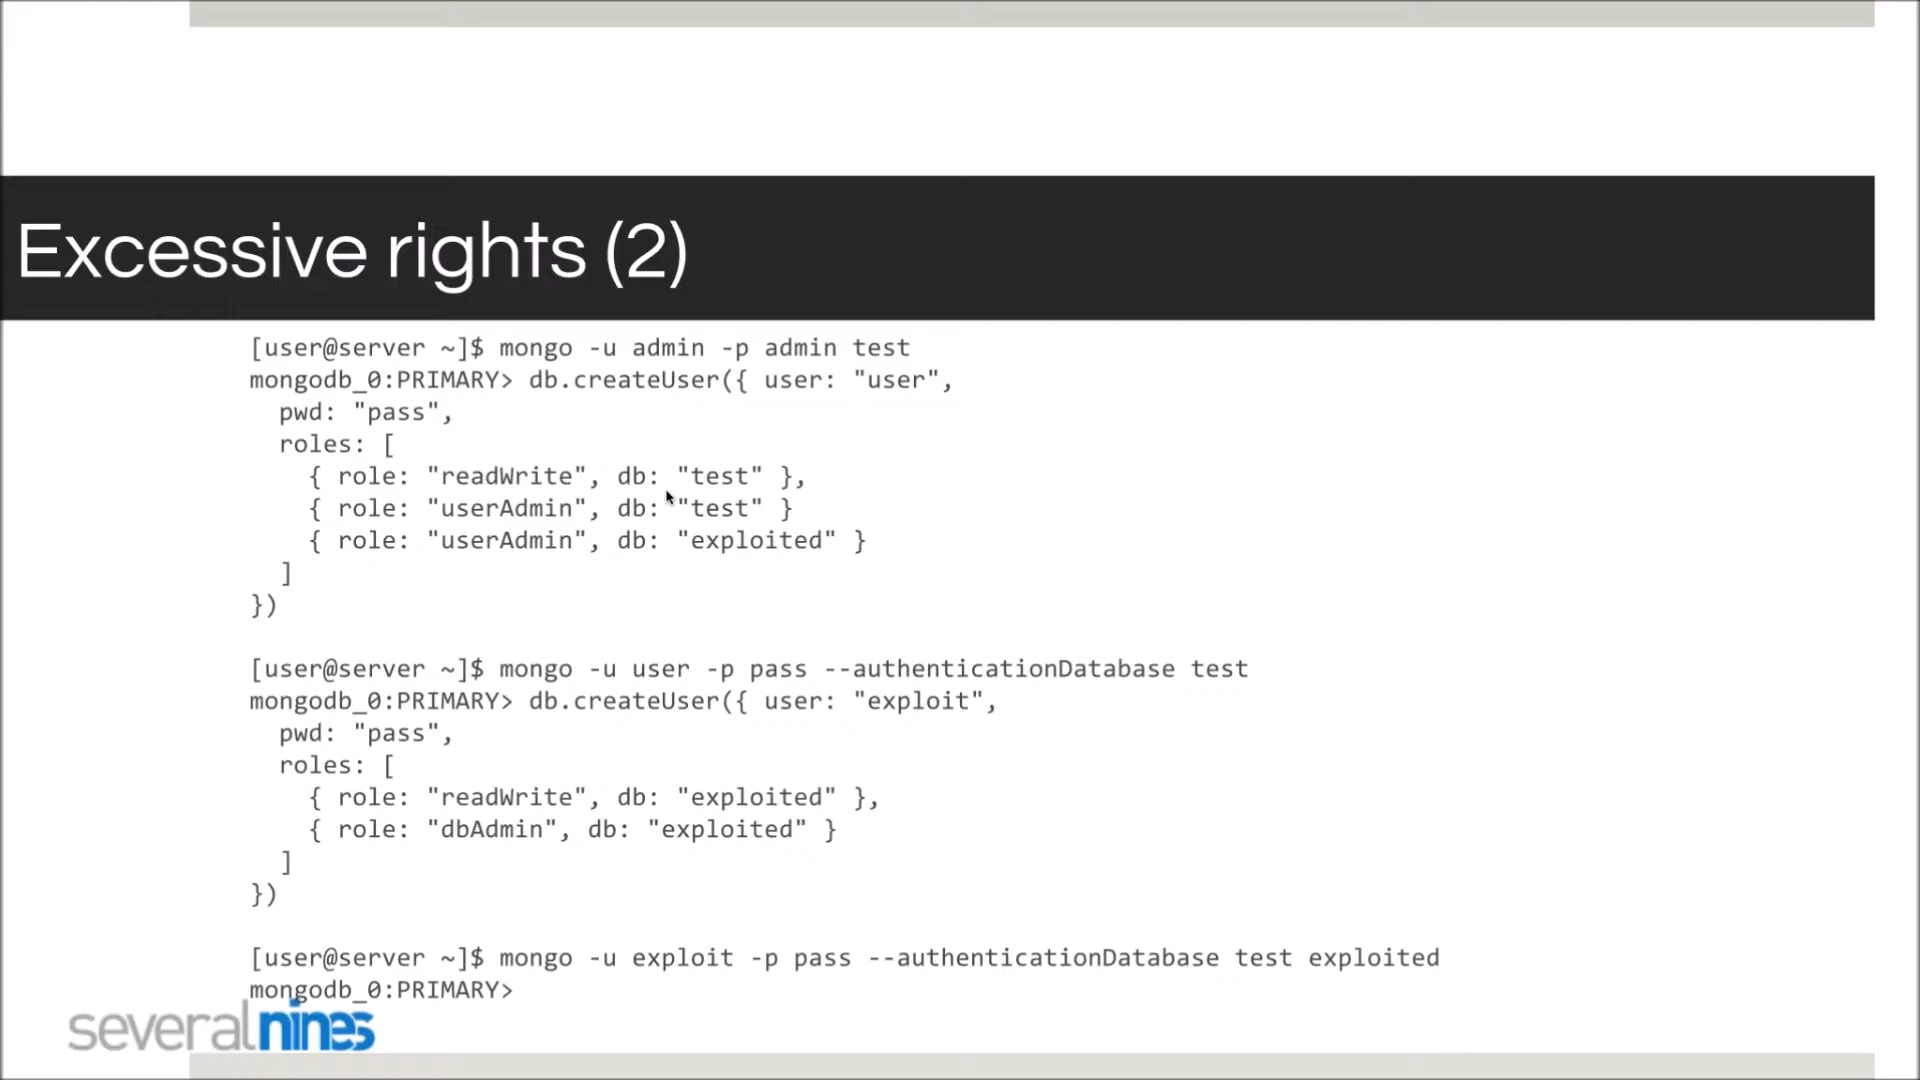 Excessive rights (2)
[user@server ~]$ mongo -u admin -p admin test
mongodb_0:PRIMARY> db.createUser({ user: "user",
  pwd: "pass",
  roles: [
    { role: "readWrite", db: "test" },
    { role: "userAdmin", db: "test" }
    { role: "userAdmin", db: "exploited" }
  ]
})
[user@server ~]$ mongo -u user -p pass --authenticationDatabase test
mongodb_0:PRIMARY> db.createUser({ user: "exploit",
  pwd: "pass",
  roles: [
    { role: "readWrite", db: "exploited" },
    { role: "dbAdmin", db: "exploited" }
  ]
})
[user@server ~]$ mongo -u exploit -p pass --authenticationDatabase test exploited
mongodb_0:PRIMARY>
severalnines